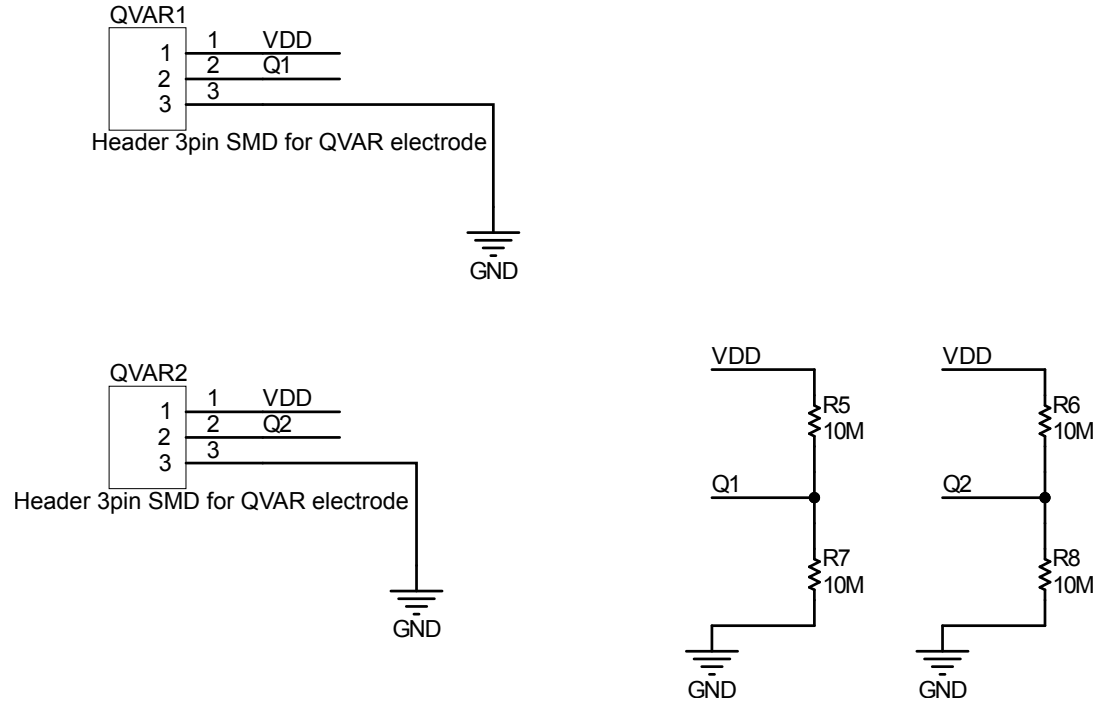 QVAR1
1 1 VDD
2 2 Q1
3 3
Header 3pin SMD for QVAR electrode
GND
QVAR2
1 1 VDD
2 2 Q2
3 3
Header 3pin SMD for QVAR electrode
GND
VDD
R5
10M
Q1
R7
10M
GND
VDD
R6
10M
Q2
R8
10M
GND